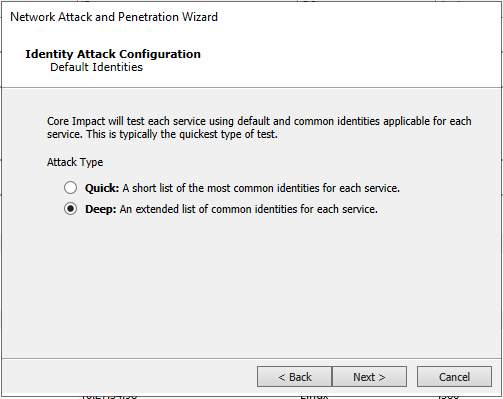 Network Attack and Penetration Wizard
Identity Attack Configuration
Default Identities
Core Impact will test each service using default and common identities applicable for each
service. This is typically the quickest type of test.
Attack Type
Quick: A short list of the most common identities for each service.
Deep: An extended list of common identities for each service.
< Back Next > Cancel